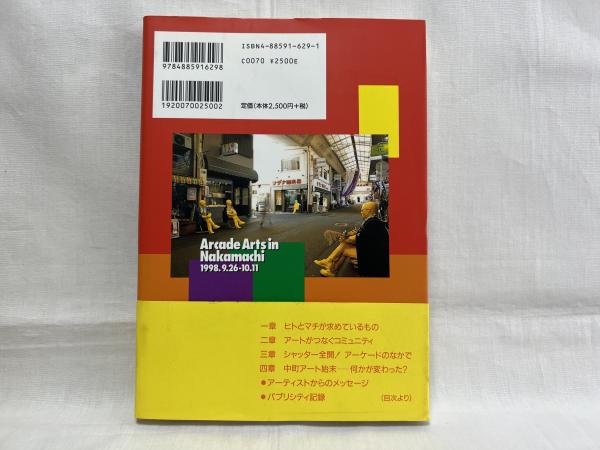 ISBN4-88591-629-1
9784885916298
C0070 ¥2500E
1920070025002
定価(本体2,500円+税)
Arcade Arts in
Nakamachi
1998.9.26-10.11
一章 ヒトとマチが求めているもの
二章 アートがつなぐコミュニティ
三章 シャッター全開! アーケードのなかで
四章 中町アート始末──何かが変わった?
●アーティストからのメッセージ
●パブリシティ記録 (目次より)